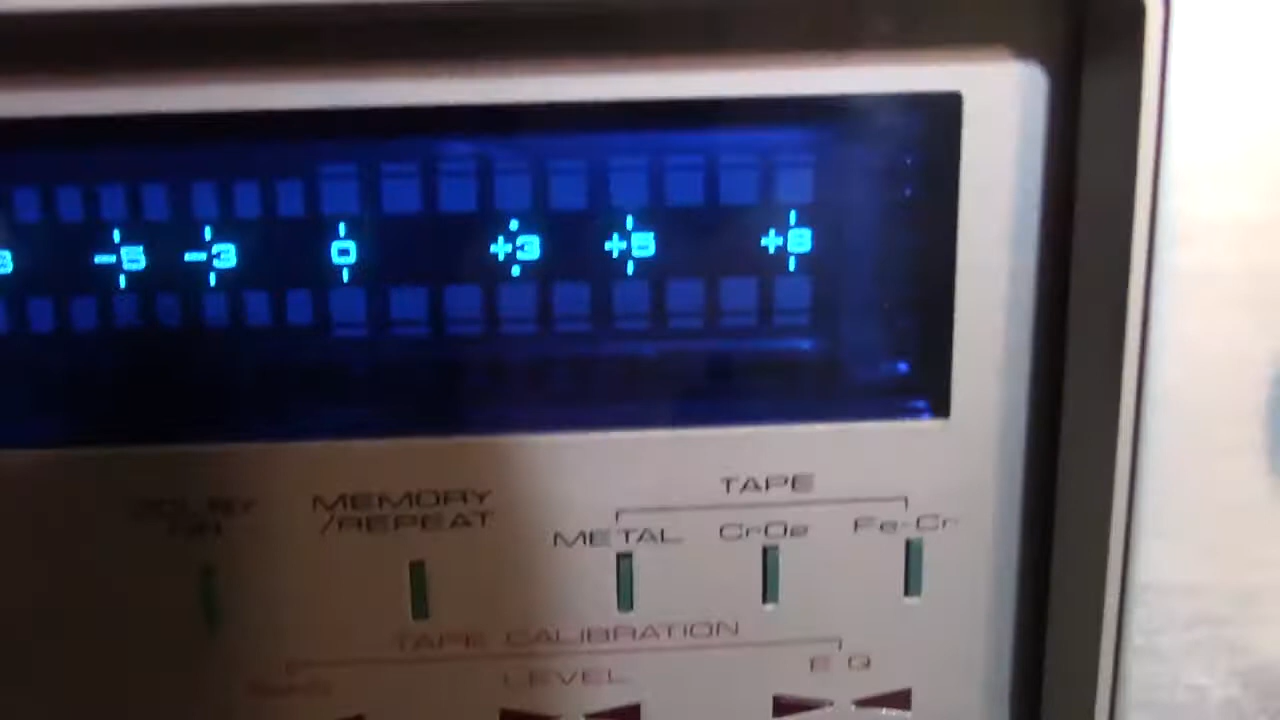 -5 -3 0 +3 +5 +8
TAPE
MEMORY
/REPEAT
METAL CrO₂ Fe-Cr
TAPE CALIBRATION
LEVEL
EQ